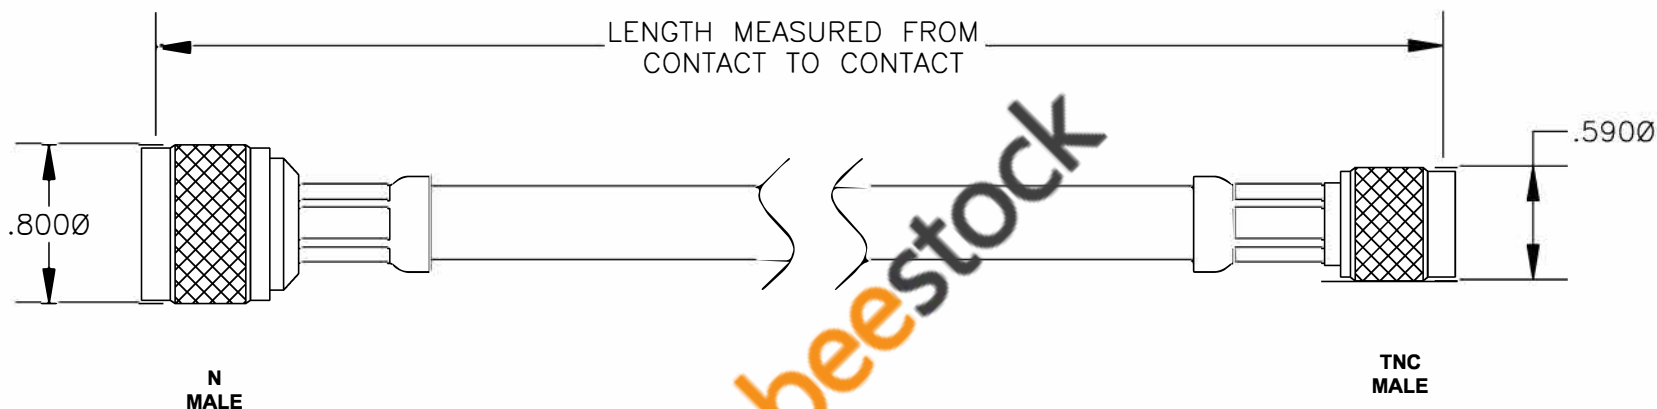 LENGTH MEASURED FROM
CONTACT TO CONTACT
.590Ø
.800Ø
beestock
N
MALE
TNC
MALE